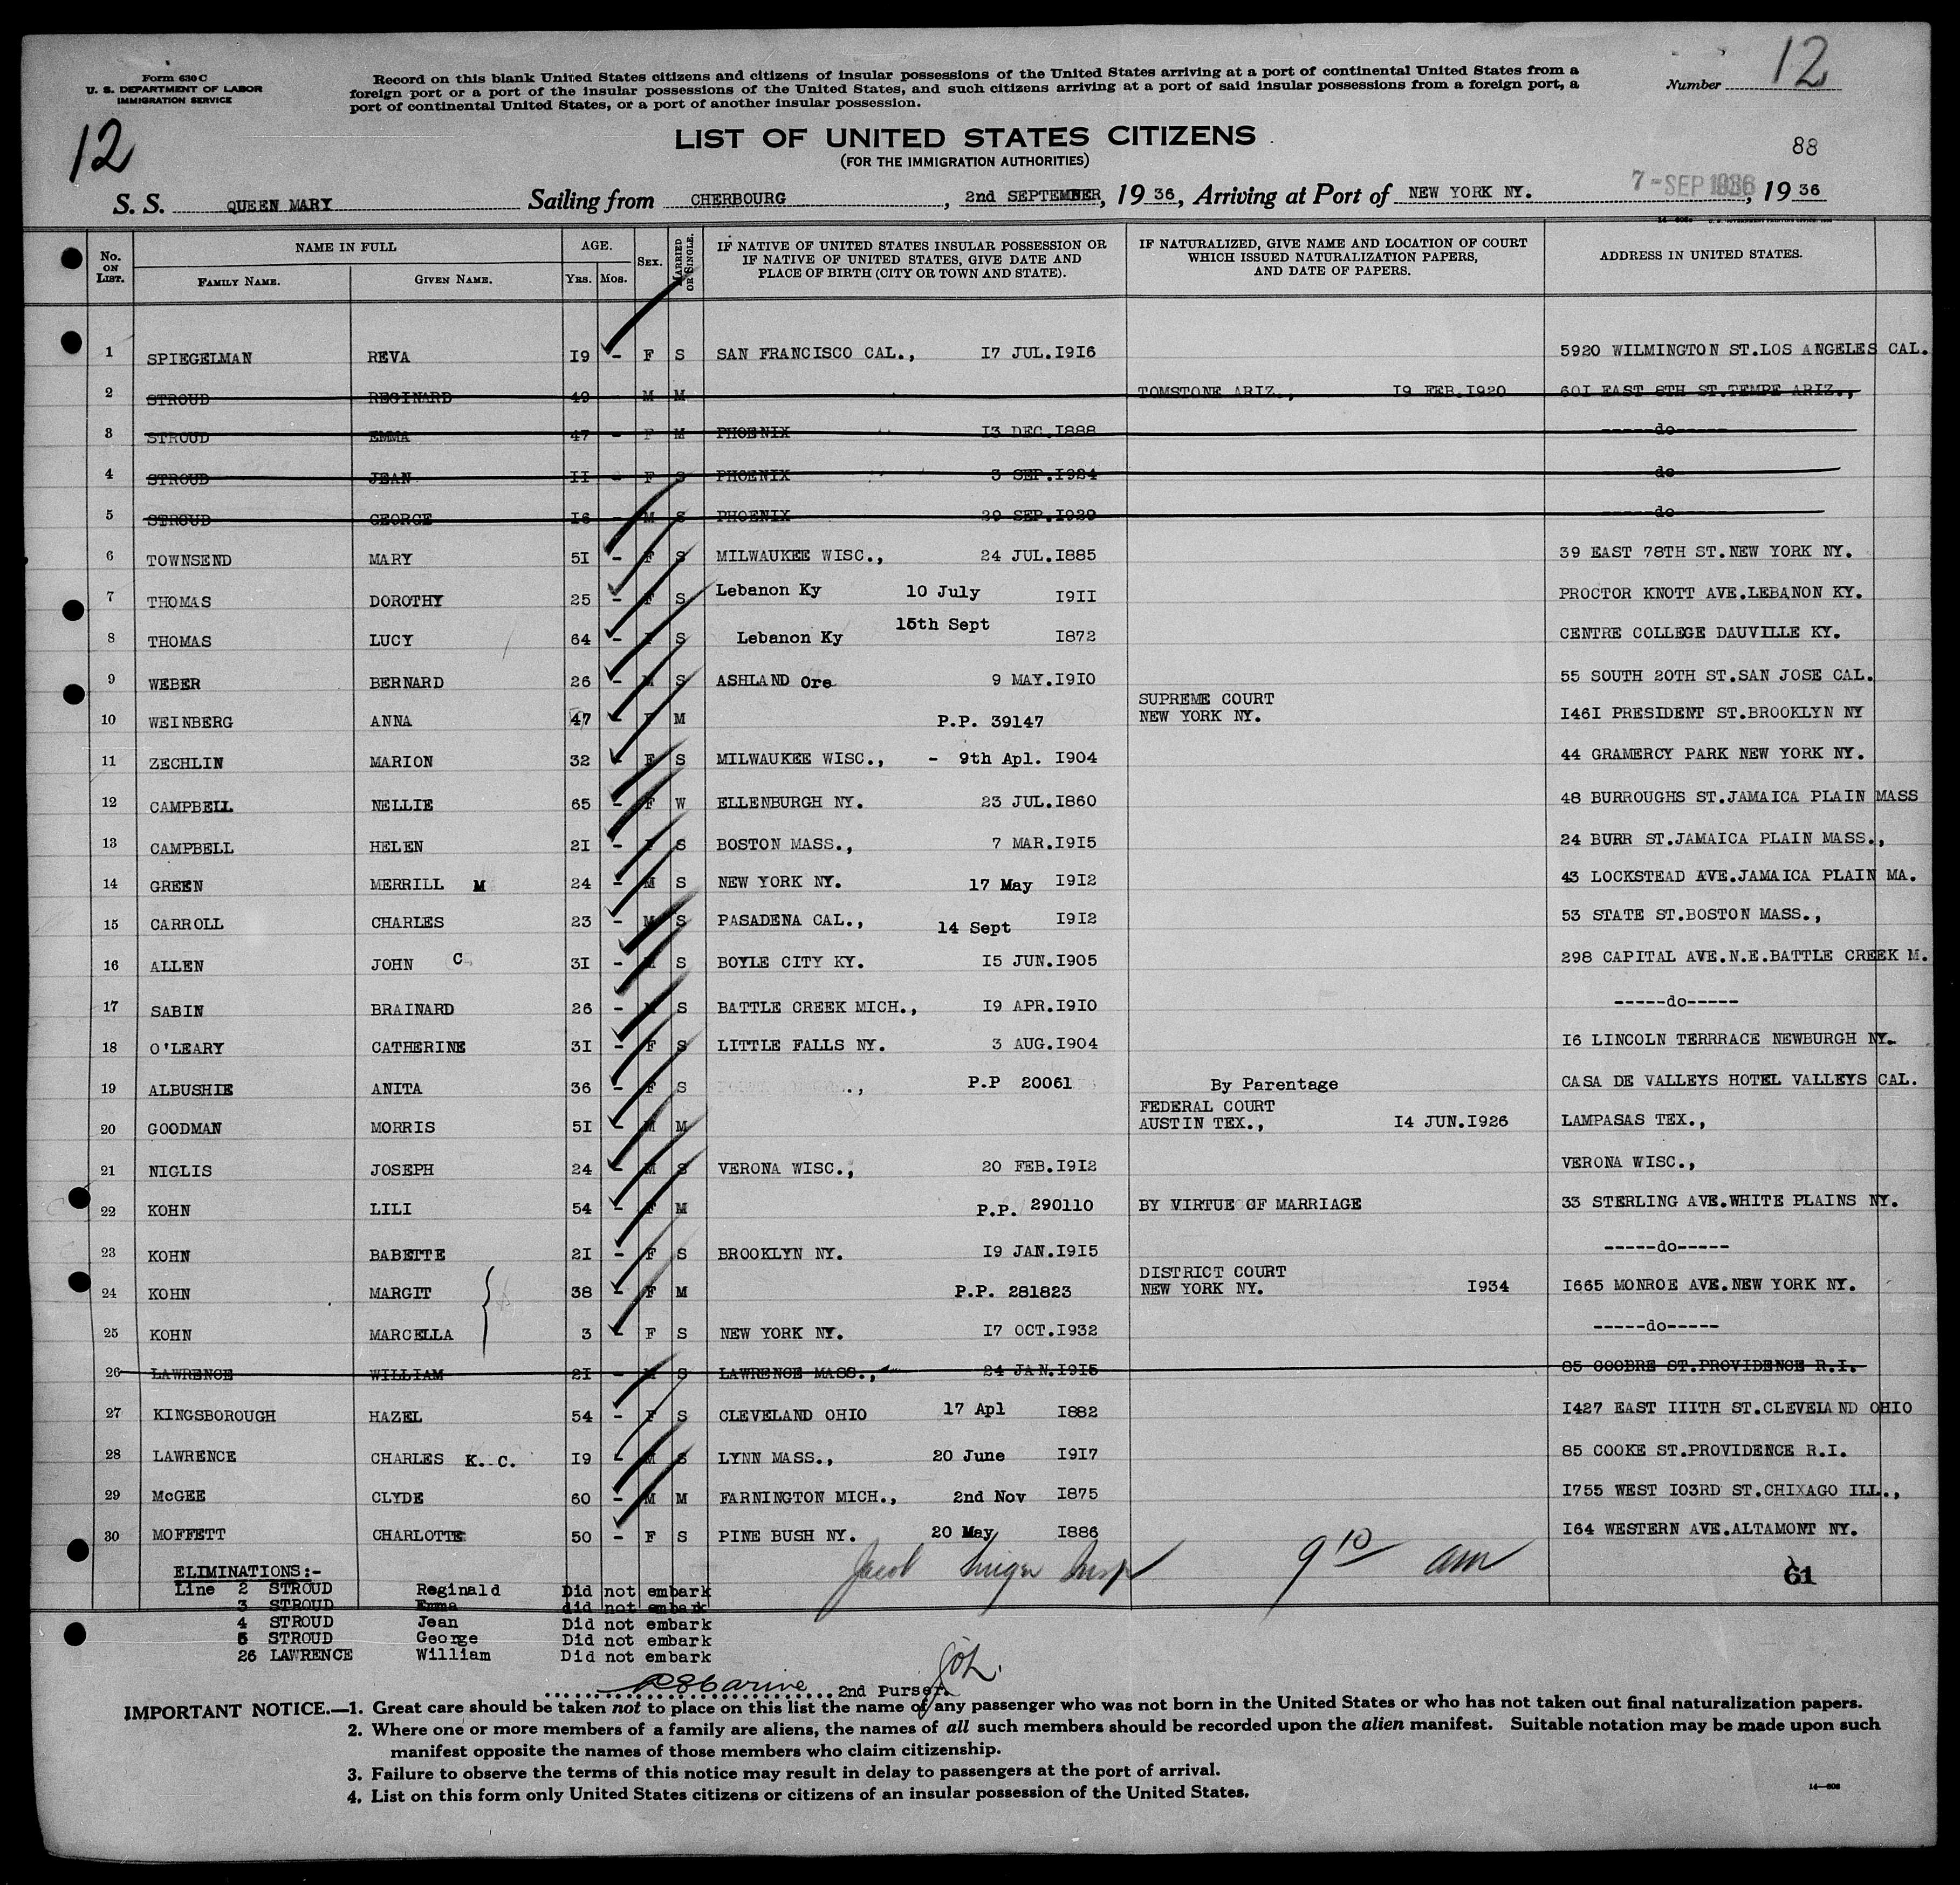 Form 630 C
U. S. DEPARTMENT OF LABOR
IMMIGRATION SERVICE
Record on this blank United States citizens and citizens of insular possessions of the United States arriving at a port of continental United States from a
foreign port or a port of the insular possessions of the United States, and such citizens arriving at a port of said insular possessions from a foreign port, a
port of continental United States, or a port of another insular possession.
Number 12
12
LIST OF UNITED STATES CITIZENS
(FOR THE IMMIGRATION AUTHORITIES)
88
S. S. QUEEN MARY Sailing from CHERBOURG, 2nd SEPTEMBER, 19 36, Arriving at Port of NEW YORK NY. 7-SEP 1936, 19 36
No. ON LIST. NAME IN FULL FAMILY NAME. GIVEN NAME. AGE. YRS. MOS. SEX. MARRIED OR SINGLE. IF NATIVE OF UNITED STATES INSULAR POSSESSION OR IF NATIVE OF UNITED STATES, GIVE DATE AND PLACE OF BIRTH (CITY OR TOWN AND STATE). IF NATURALIZED, GIVE NAME AND LOCATION OF COURT WHICH ISSUED NATURALIZATION PAPERS, AND DATE OF PAPERS. ADDRESS IN UNITED STATES.
1 SPIEGELMAN REVA 19 - F S SAN FRANCISCO CAL., 17 JUL.1916 5920 WILMINGTON ST.LOS ANGELES CAL.
2 STROUD REGINARD 49 M M TOMSTONE ARIZ., 19 FEB.1920 601 EAST 8TH ST.TEMPE ARIZ.,
3 STROUD EMMA 47 - F M PHOENIX 13 DEC.1888 -----do-----
4 STROUD JEAN 11 - F S PHOENIX 3 SEP.1924 -----do-----
5 STROUD GEORGE 16 - M S PHOENIX 29 SEP.1920 -----do-----
6 TOWNSEND MARY 51 - F S MILWAUKEE WISC., 24 JUL.1885 39 EAST 78TH ST.NEW YORK NY.
7 THOMAS DOROTHY 25 - F S Lebanon Ky 10 July 1911 PROCTOR KNOTT AVE.LEBANON KY.
8 THOMAS LUCY 64 - F S Lebanon Ky 15th Sept 1872 CENTRE COLLEGE DAUVILLE KY.
9 WEBER BERNARD 26 - M S ASHLAND Ore 9 MAY.1910 55 SOUTH 20TH ST.SAN JOSE CAL.
10 WEINBERG ANNA 47 - F M P.P. 39147 SUPREME COURT NEW YORK NY. 1461 PRESIDENT ST.BROOKLYN NY
11 ZECHLIN MARION 32 - F S MILWAUKEE WISC., - 9th Apl. 1904 44 GRAMERCY PARK NEW YORK NY.
12 CAMPBELL NELLIE 65 - F W ELLENBURGH NY. 23 JUL.1860 48 BURROUGHS ST.JAMAICA PLAIN MASS
13 CAMPBELL HELEN 21 - F S BOSTON MASS., 7 MAR.1915 24 BURR ST.JAMAICA PLAIN MASS.,
14 GREEN MERRILL M 24 - M S NEW YORK NY. 17 May 1912 43 LOCKSTEAD AVE.JAMAICA PLAIN MA.
15 CARROLL CHARLES 23 - M S PASADENA CAL., 14 Sept 1912 53 STATE ST.BOSTON MASS.,
16 ALLEN JOHN C 31 - M S BOYLE CITY KY. 15 JUN.1905 298 CAPITAL AVE.N.E.BATTLE CREEK M.
17 SABIN BRAINARD 26 - M S BATTLE CREEK MICH., 19 APR.1910 -----do-----
18 O'LEARY CATHERINE 31 - F S LITTLE FALLS NY. 3 AUG.1904 16 LINCOLN TERRRACE NEWBURGH NY.
19 ALBUSHIE ANITA 36 - F S P.P 20061 By Parentage CASA DE VALLEYS HOTEL VALLEYS CAL.
20 GOODMAN MORRIS 51 - M M FEDERAL COURT AUSTIN TEX., 14 JUN.1926 LAMPASAS TEX.,
21 NIGLIS JOSEPH 24 - M S VERONA WISC., 20 FEB.1912 VERONA WISC.,
22 KOHN LILI 54 - F M P.P. 290110 BY VIRTUE OF MARRIAGE 33 STERLING AVE.WHITE PLAINS NY.
23 KOHN BABETTE 21 - F S BROOKLYN NY. 19 JAN.1915 -----do-----
24 KOHN MARGIT 38 - F M P.P. 281823 DISTRICT COURT NEW YORK NY. 1934 1665 MONROE AVE.NEW YORK NY.
25 KOHN MARCELLA 3 - F S NEW YORK NY. 17 OCT.1932 -----do-----
26 LAWRENCE WILLIAM 21 - M S LAWRENCE MASS., 24 JAN.1915 85 COOBRE ST.PROVIDENCE R.I.
27 KINGSBOROUGH HAZEL 54 - F S CLEVELAND OHIO 17 Apl 1882 1427 EAST 111TH ST.CLEVELAND OHIO
28 LAWRENCE CHARLES K. C. 19 - M S LYNN MASS., 20 June 1917 85 COOKE ST.PROVIDENCE R.I.
29 McGEE CLYDE 60 - M M FARNINGTON MICH., 2nd Nov 1875 1755 WEST 103RD ST.CHIXAGO ILL.,
30 MOFFETT CHARLOTTE 50 - F S PINE BUSH NY. 20 May 1886 164 WESTERN AVE.ALTAMONT NY.
Jacob Insp 9 10 am
61
ELIMINATIONS:-
Line 2 STROUD Reginald Did not embark
3 STROUD Emma did not embark
4 STROUD Jean Did not embark
5 STROUD George Did not embark
26 LAWRENCE William Did not embark
2nd Purser.
IMPORTANT NOTICE.—1. Great care should be taken not to place on this list the name of any passenger who was not born in the United States or who has not taken out final naturalization papers.
2. Where one or more members of a family are aliens, the names of all such members should be recorded upon the alien manifest. Suitable notation may be made upon such
manifest opposite the names of those members who claim citizenship.
3. Failure to observe the terms of this notice may result in delay to passengers at the port of arrival.
4. List on this form only United States citizens or citizens of an insular possession of the United States.